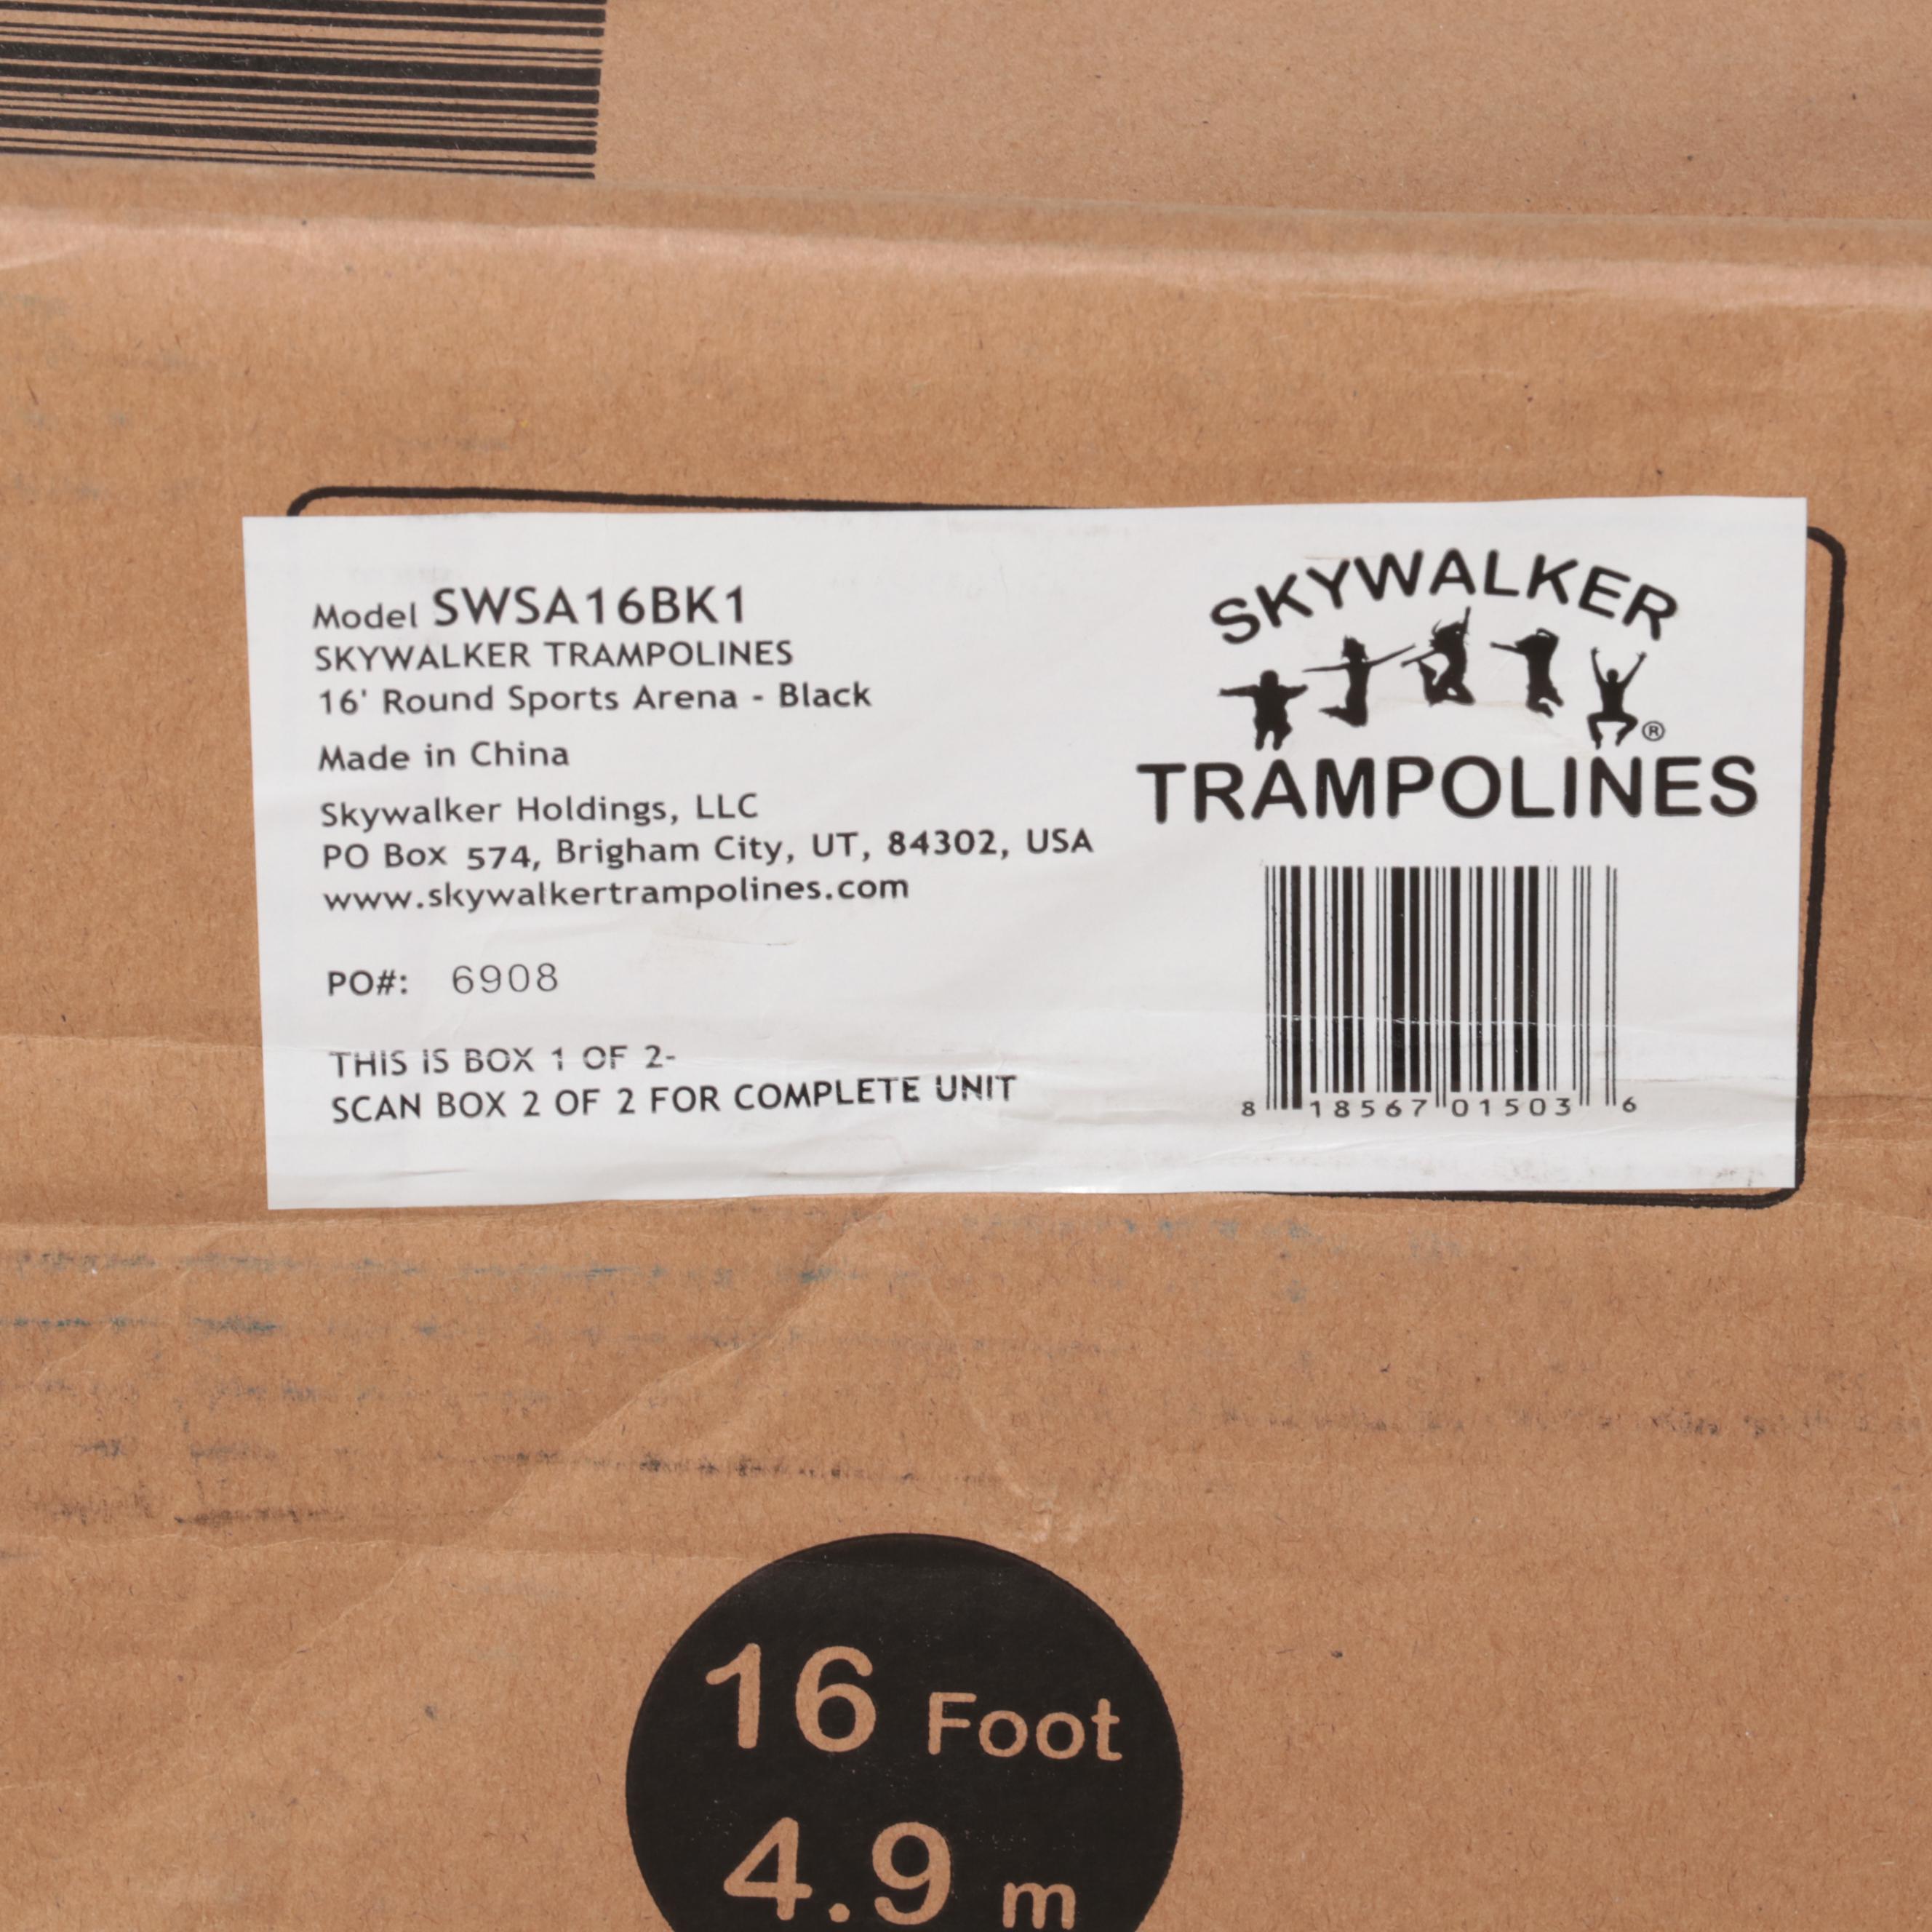 Model SWSA16BK1
SKYWALKER TRAMPOLINES
16' Round Sports Arena - Black
Made in China
Skywalker Holdings, LLC
PO Box 574, Brigham City, UT, 84302, USA
www.skywalkertrampolines.com
PO#: 6908
THIS IS BOX 1 OF 2-
SCAN BOX 2 OF 2 FOR COMPLETE UNIT
SKYWALKER
®
TRAMPOLINES
8 18567 01503 6
16 Foot
4.9 m